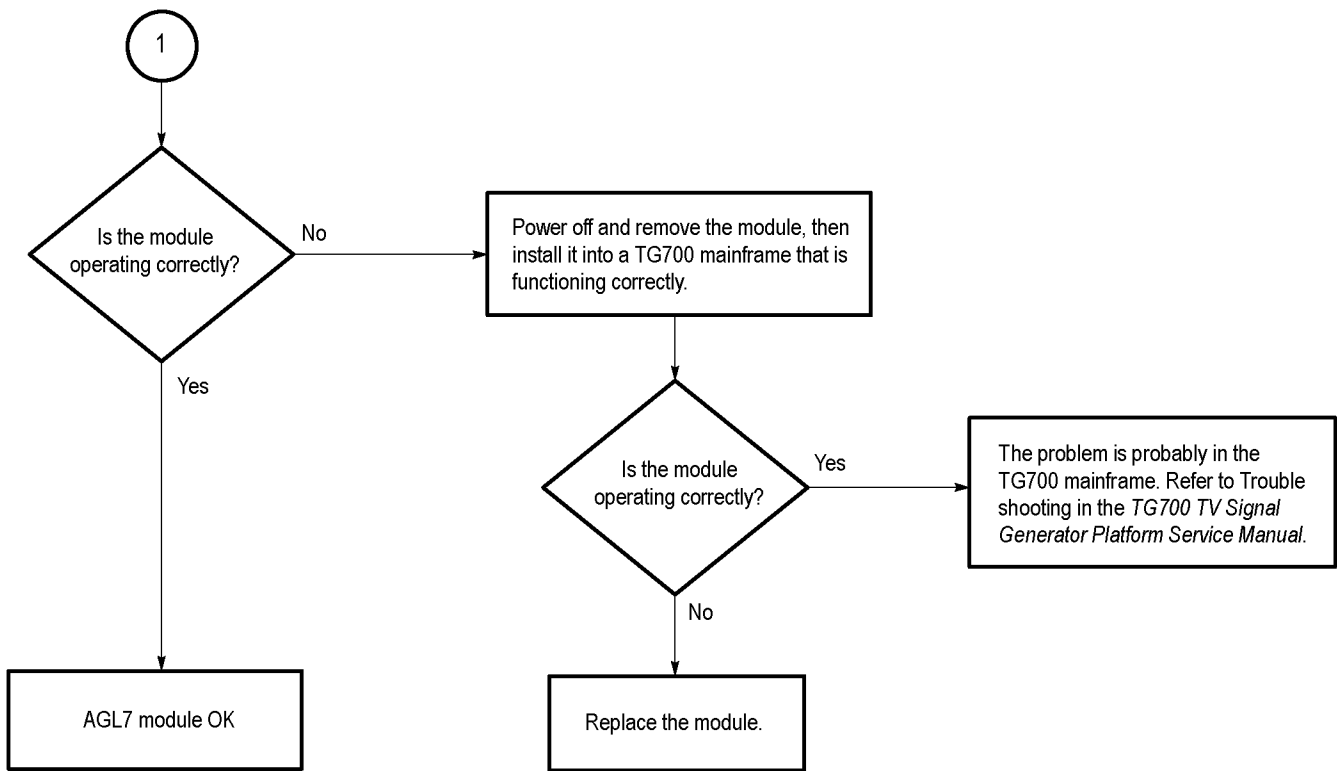 1
Is the module
operating correctly?
No
Power off and remove the module, then
install it into a TG700 mainframe that is
functioning correctly.
Yes
Is the module
operating correctly?
Yes
The problem is probably in the
TG700 mainframe. Refer to Trouble
shooting in the TG700 TV Signal
Generator Platform Service Manual.
No
AGL7 module OK
Replace the module.